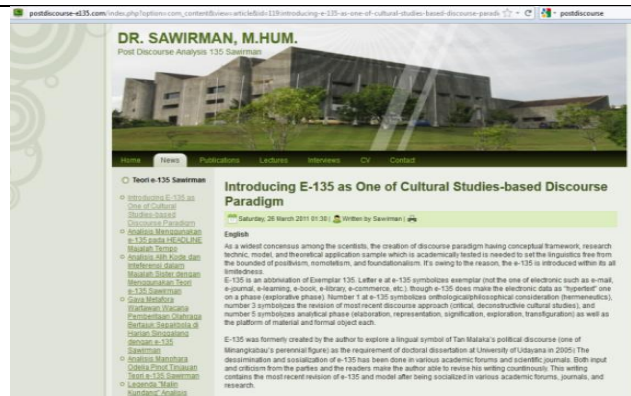 postdiscourse-e135.com/index.php?option=com_content&view=article&id=119:introducing-e-135-as-one-of-cultural-studies-based-discourse-paradi
postdiscourse
DR. SAWIRMAN, M.HUM.
Post Discourse Analysis 135 Sawirman
Home News Publications Lectures Interviews CV Contact
Teori e-135 Sawirman
Introducing E-135 as
One of Cultural
Studies-based
Discourse Paradigm
Analisis Menggunakan
e-135 pada HEADLINE
Majalah Tempo
Analisis Alih Kode dan
Inteferensi dalam
Majalah Sister dengan
Menggunakan Teori
e-135 Sawirman
Gaya Metafora
Wartawan Wacana
Pemberitaan Olahraga
Bertajuk Sepakbola di
Harian Singgalang
dengan e-135
Sawirman
Analisis Manohara
Odelia Pinot Tinjauan
Teori e-135 Sawirman
Legenda "Malin
Kundang" Analisis
Introducing E-135 as One of Cultural Studies-based Discourse
Paradigm
Saturday, 26 March 2011 01:30 | Written by Sawirman |
English
As a widest concensus among the scientists, the creation of discourse paradigm having conceptual framework, research
technic, model, and theoretical application sample which is academically tested is needed to set the linguistics free from
the bounded of positivism, nomotetism, and foundationalism. It's owing to the reason, the e-135 is introduced within its all
limitedness.
E-135 is an abbriviation of Exemplar 135. Letter e at e-135 symbolizes exemplar (not the one of electronic such as e-mail,
e-journal, e-learning, e-book, e-library, e-commerce, etc.) though e-135 does make the electronic data as "hypertext" one
on a phase (explorative phase). Number 1 at e-135 symbolizes orthological/philosophical consideration (hermeneutics),
number 3 symbolyzes the revision of most recent discourse approach (critical, deconstructike cultural studies), and
number 5 symbolizes analytical phase (elaboration, representation, signification, exploration, transfiguration) as well as
the platform of material and formal object each.
E-135 was formerly created by the author to explore a lingual symbol of Tan Malaka's political discourse (one of
Minangkabau's perennial figure) as the requirement of doctoral dissertation at University of Udayana in 2005| The
dessimination and sosialization of e-135 has been done in various academic forums and scientific journals. Both input
and criticism from the parties and the readers make the author able to revise his writing countinously. This writing
contains the most recent revision of e-135 and model after being socialized in various academic forums, journals, and
research.